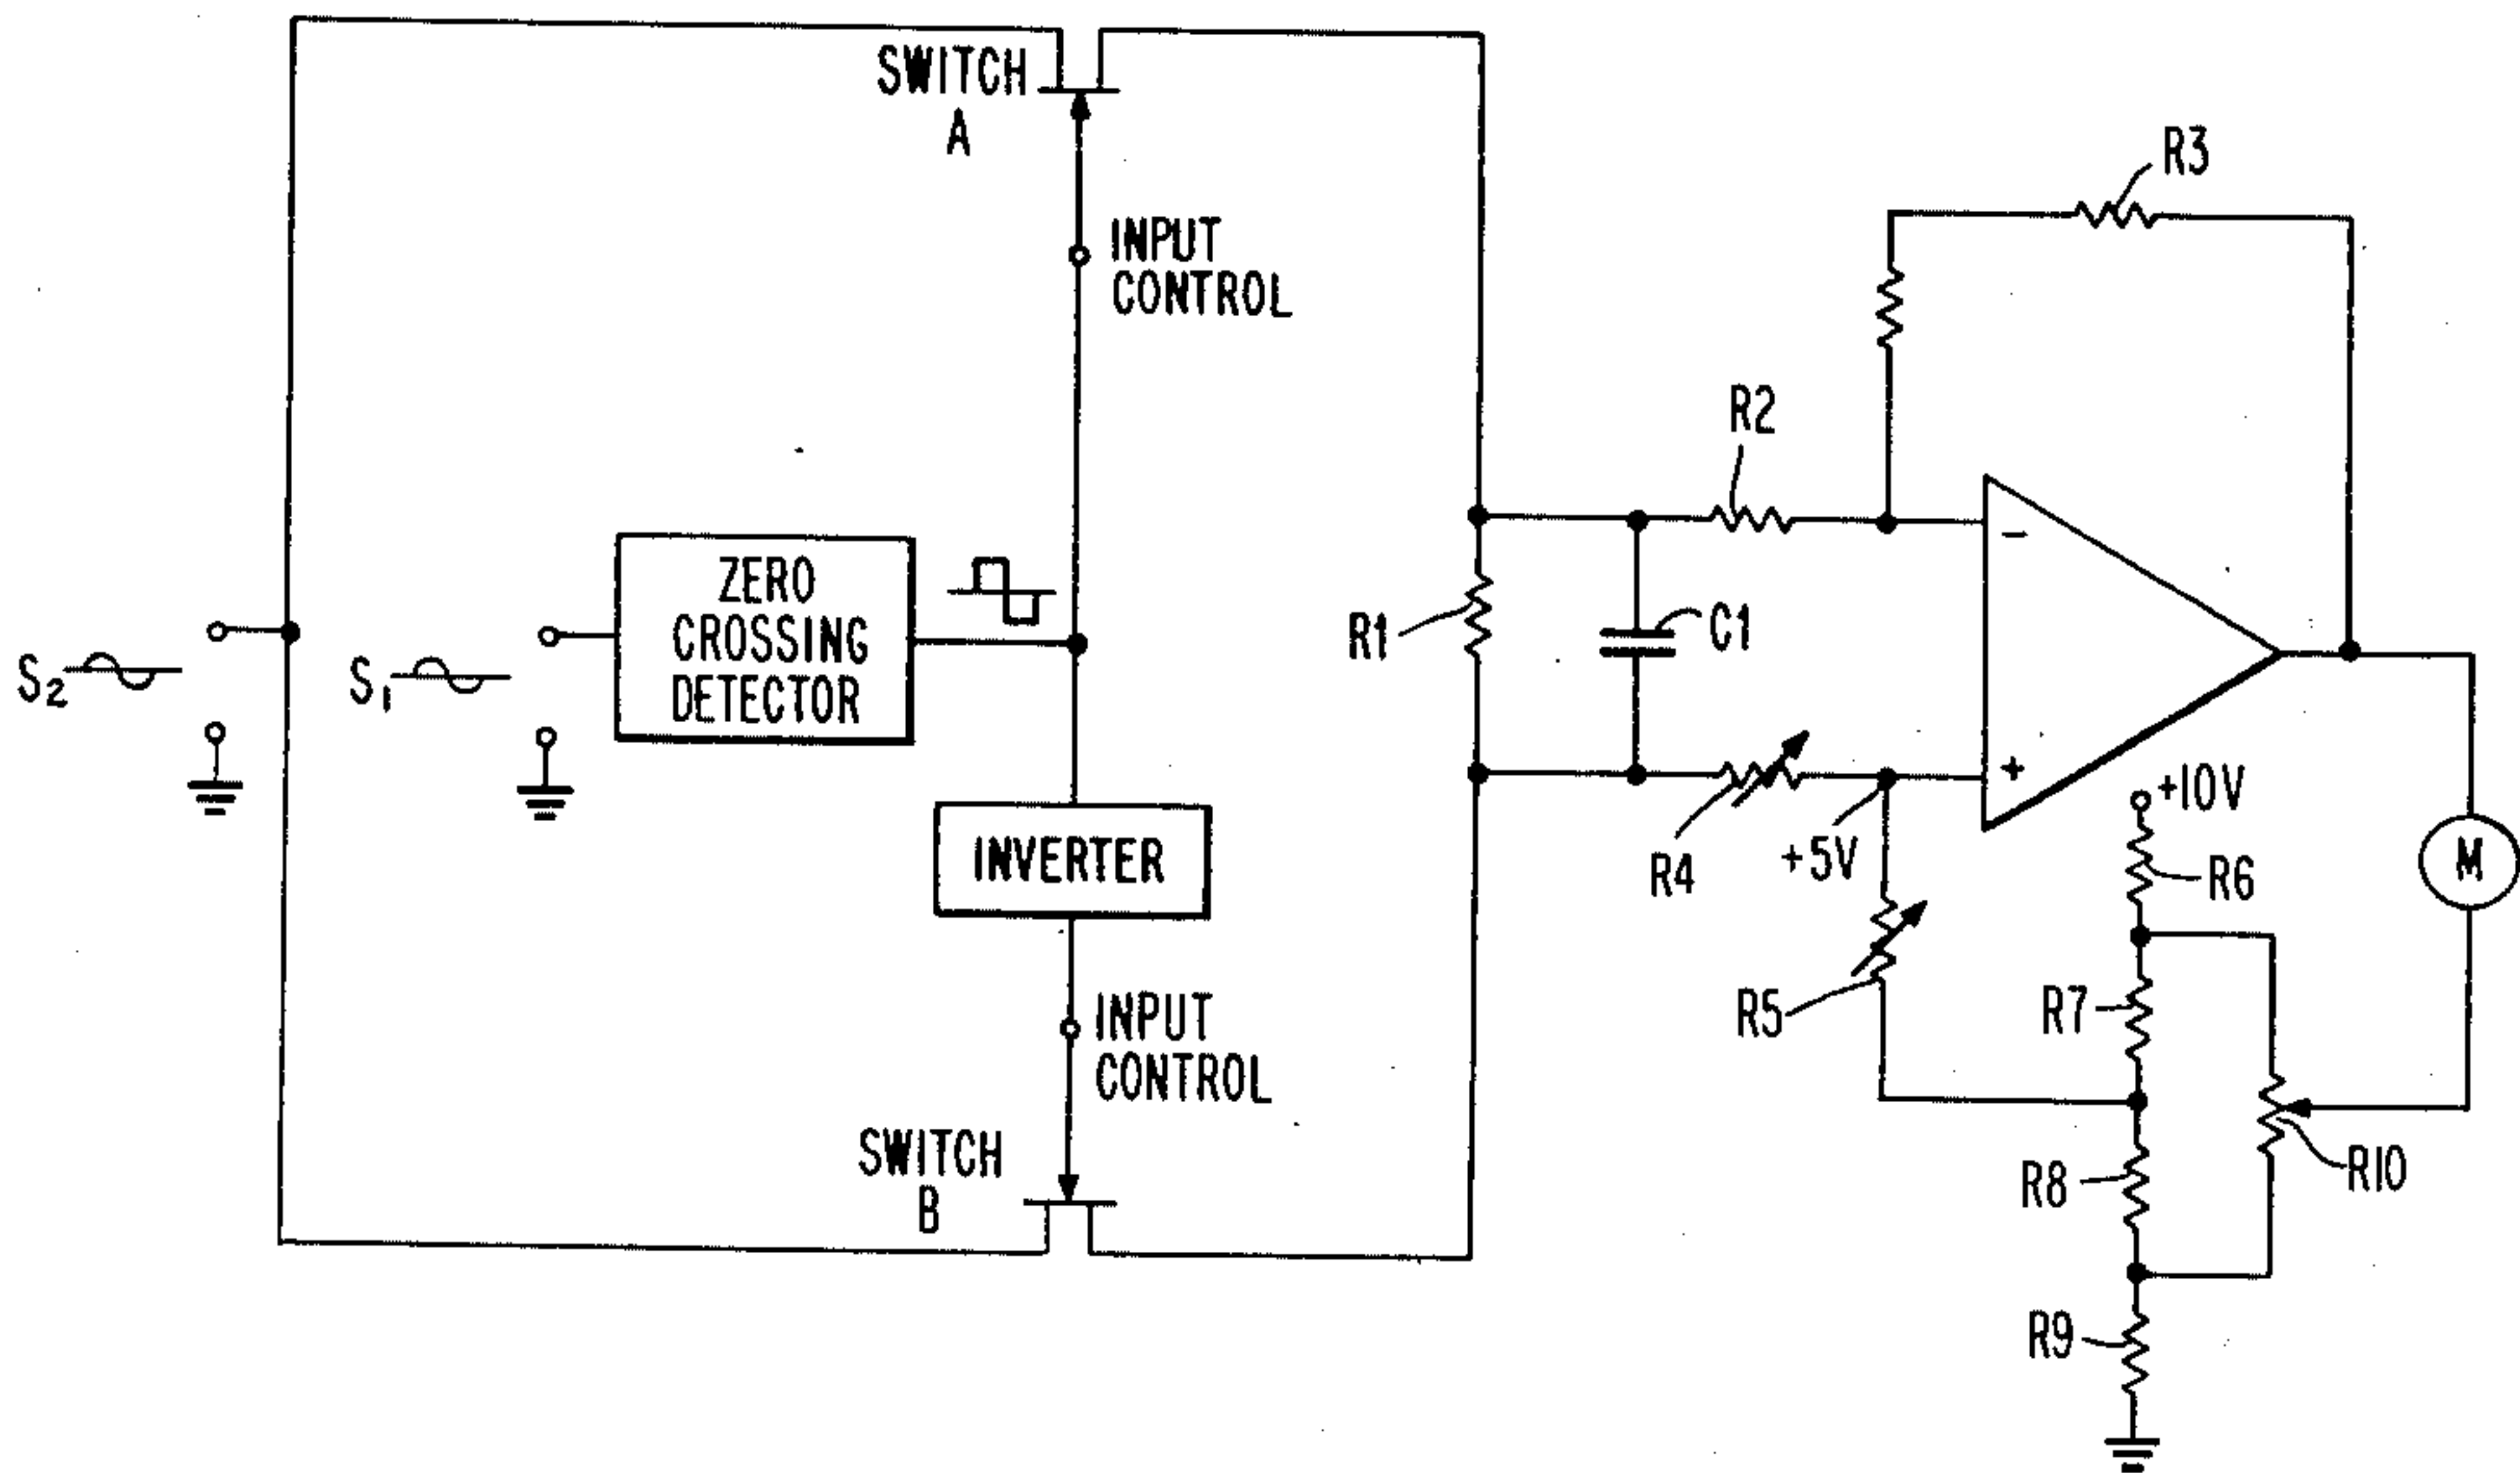 SWITCH
A
INPUT
CONTROL
R3
R2
ZERO
CROSSING
DETECTOR
S2
S1
R1
C1
-
+
+10V
R4
+5V
R6
M
INVERTER
R5
R7
INPUT
CONTROL
SWITCH
B
R8
R10
R9